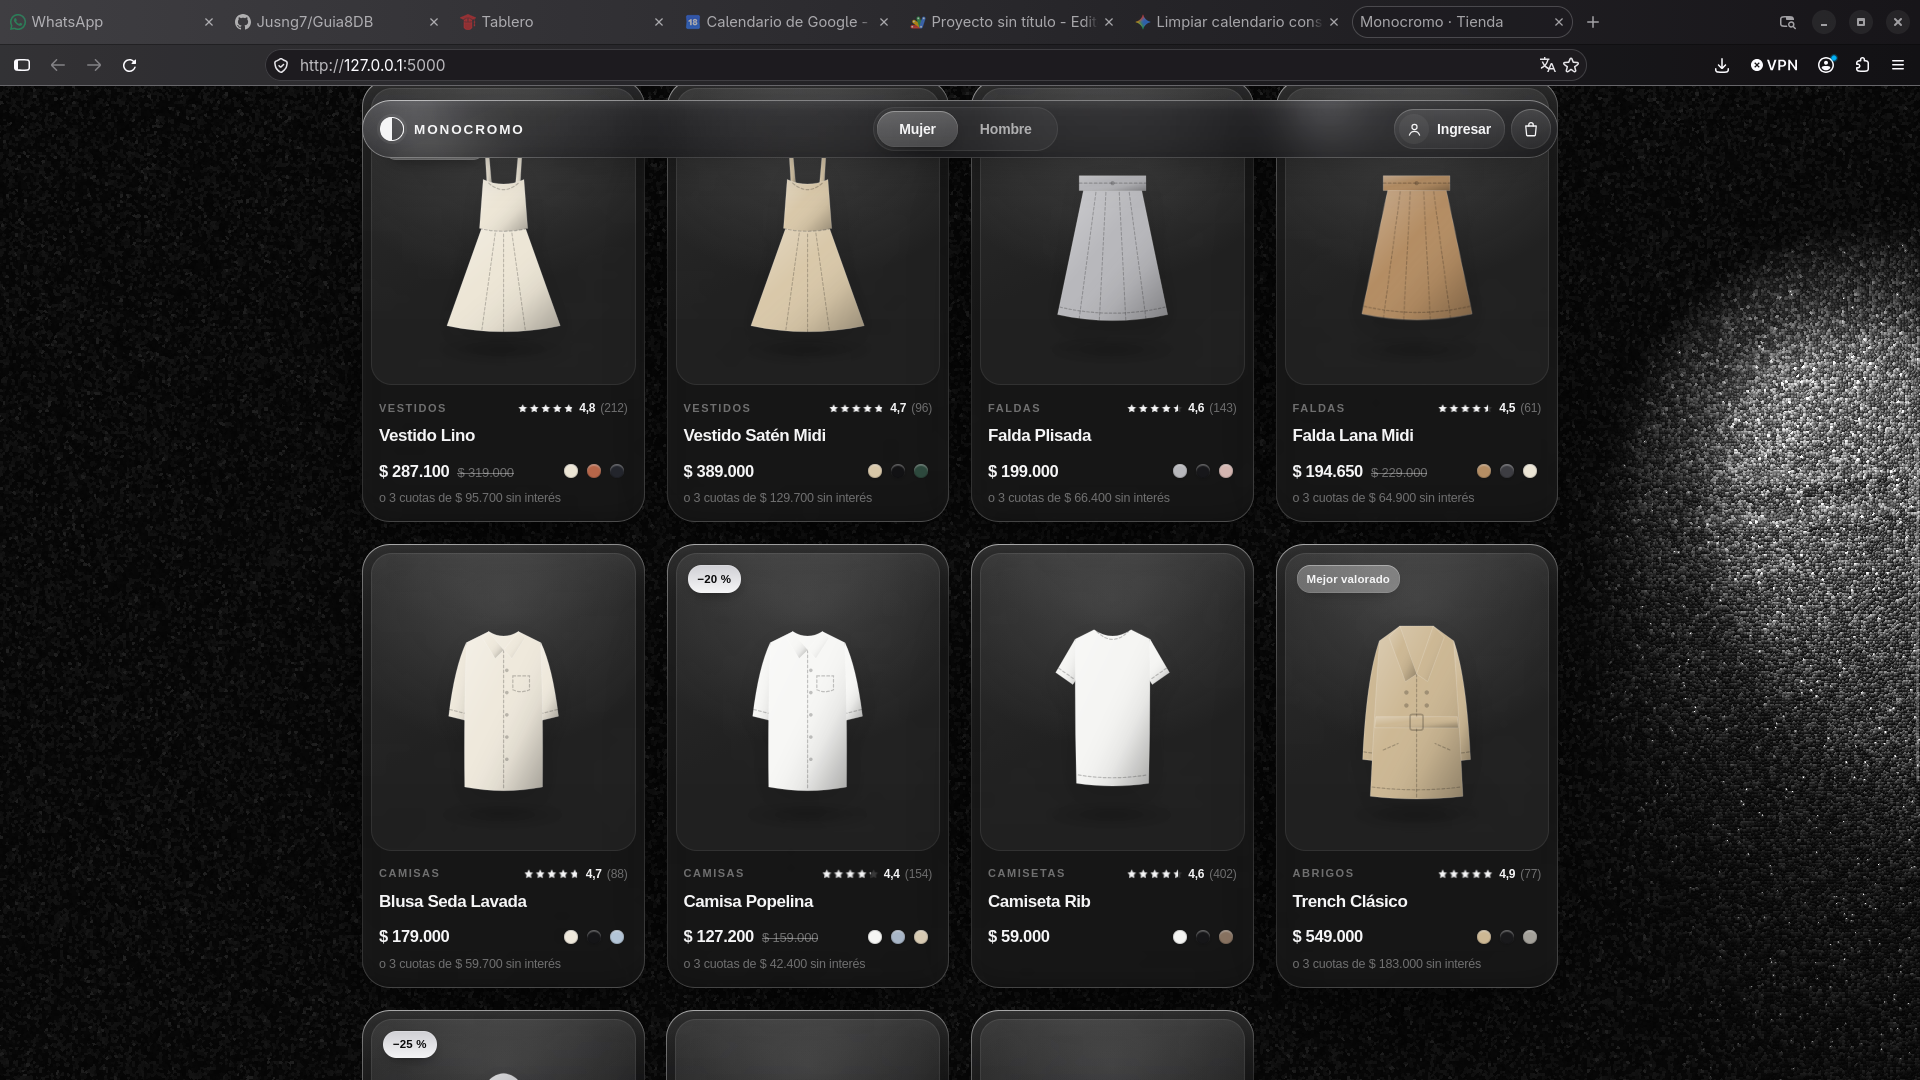 WhatsApp
Jusng7/Guia8DB
Tablero
Calendario de Google -
Proyecto sin título - Edit
Limpiar calendario cons
Monocromo · Tienda
http://127.0.0.1:5000
VPN
MONOCROMO
Mujer
Hombre
Ingresar
VESTIDOS 4,8 (212)
Vestido Lino
$ 287.100 $ 319.000
o 3 cuotas de $ 95.700 sin interés
VESTIDOS 4,7 (96)
Vestido Satén Midi
$ 389.000
o 3 cuotas de $ 129.700 sin interés
FALDAS 4,6 (143)
Falda Plisada
$ 199.000
o 3 cuotas de $ 66.400 sin interés
FALDAS 4,5 (61)
Falda Lana Midi
$ 194.650 $ 229.000
o 3 cuotas de $ 64.900 sin interés
CAMISAS 4,7 (88)
Blusa Seda Lavada
$ 179.000
o 3 cuotas de $ 59.700 sin interés
−20 %
CAMISAS 4,4 (154)
Camisa Popelina
$ 127.200 $ 159.000
o 3 cuotas de $ 42.400 sin interés
CAMISETAS 4,6 (402)
Camiseta Rib
$ 59.000
Mejor valorado
ABRIGOS 4,9 (77)
Trench Clásico
$ 549.000
o 3 cuotas de $ 183.000 sin interés
−25 %